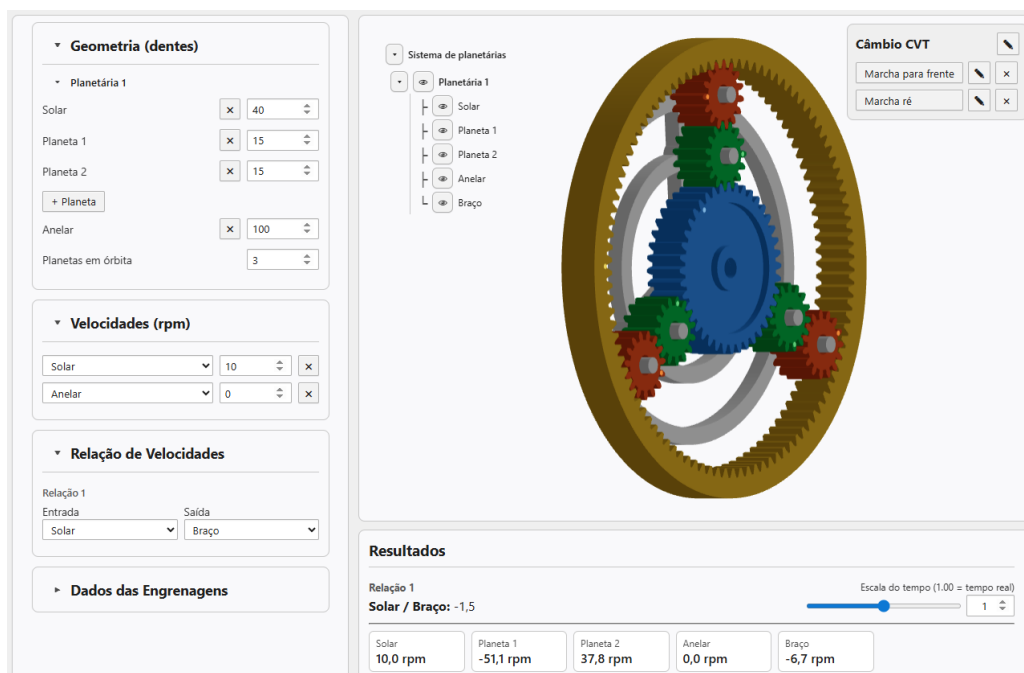 Geometria (dentes)
Planetária 1
Solar
40
Planeta 1
15
Planeta 2
15
+ Planeta
Anelar
100
Planetas em órbita
3
Velocidades (rpm)
Solar
10
Anelar
0
Relação de Velocidades
Relação 1
Entrada
Saída
Solar
Braço
Dados das Engrenagens
Sistema de planetárias
Planetária 1
Solar
Planeta 1
Planeta 2
Anelar
Braço
Câmbio CVT
Marcha para frente
Marcha ré
Resultados
Relação 1
Escala do tempo (1.00 = tempo real)
Solar / Braço: -1,5
1
Solar
10,0 rpm
Planeta 1
-51,1 rpm
Planeta 2
37,8 rpm
Anelar
0,0 rpm
Braço
-6,7 rpm